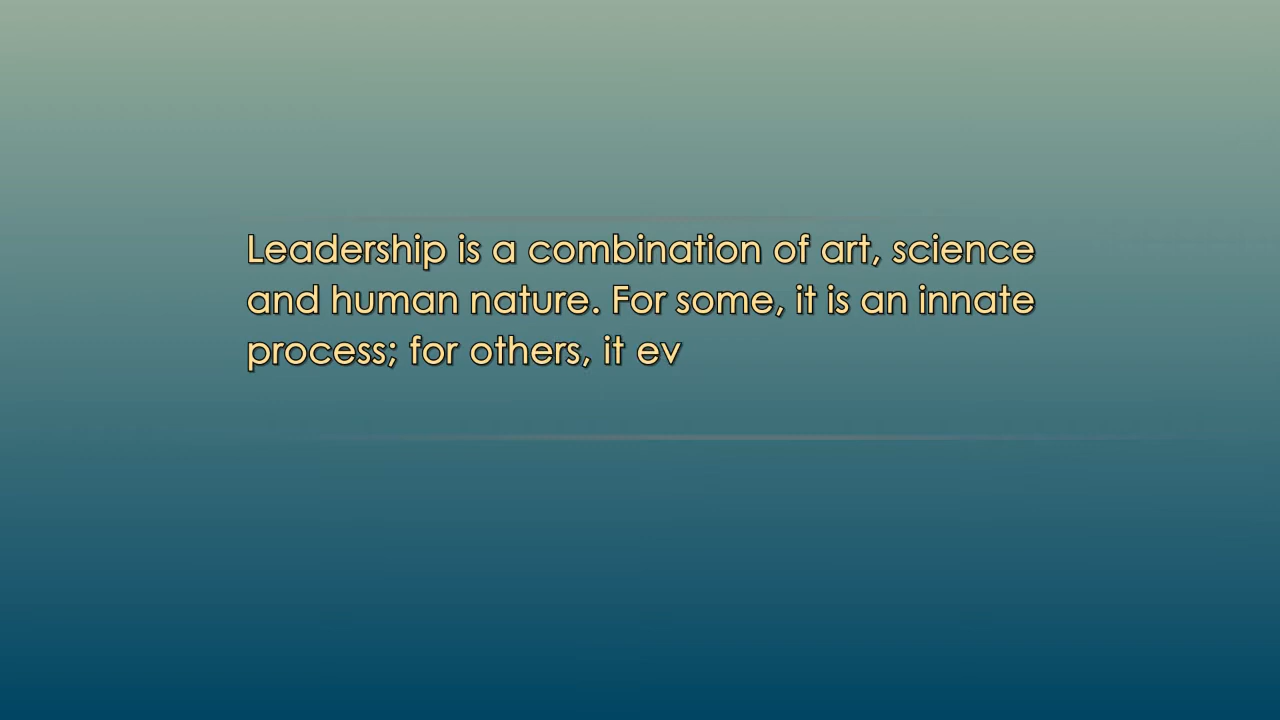 Leadership is a combination of art, science
and human nature. For some, it is an innate
process; for others, it ev